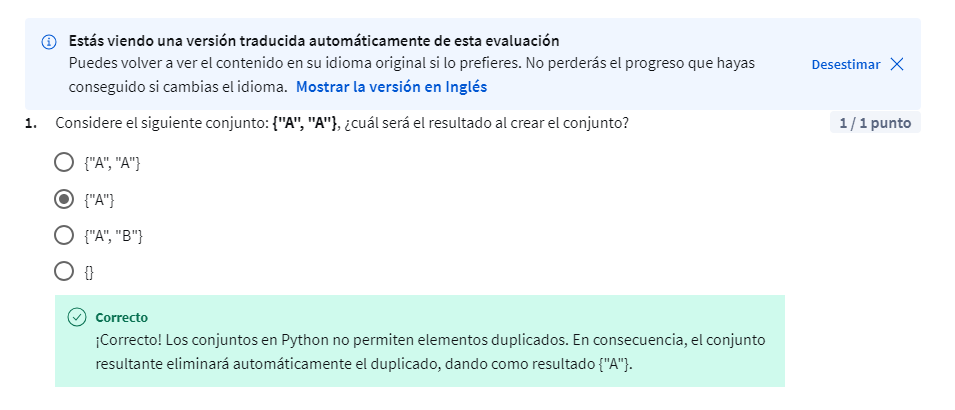 Estás viendo una versión traducida automáticamente de esta evaluación
Puedes volver a ver el contenido en su idioma original si lo prefieres. No perderás el progreso que hayas
conseguido si cambias el idioma. Mostrar la versión en Inglés
Desestimar
1. Considere el siguiente conjunto: {"A", "A"}, ¿cuál será el resultado al crear el conjunto?
1 / 1 punto
{"A", "A"}
{"A"}
{"A", "B"}
{}
Correcto
¡Correcto! Los conjuntos en Python no permiten elementos duplicados. En consecuencia, el conjunto
resultante eliminará automáticamente el duplicado, dando como resultado {"A"}.